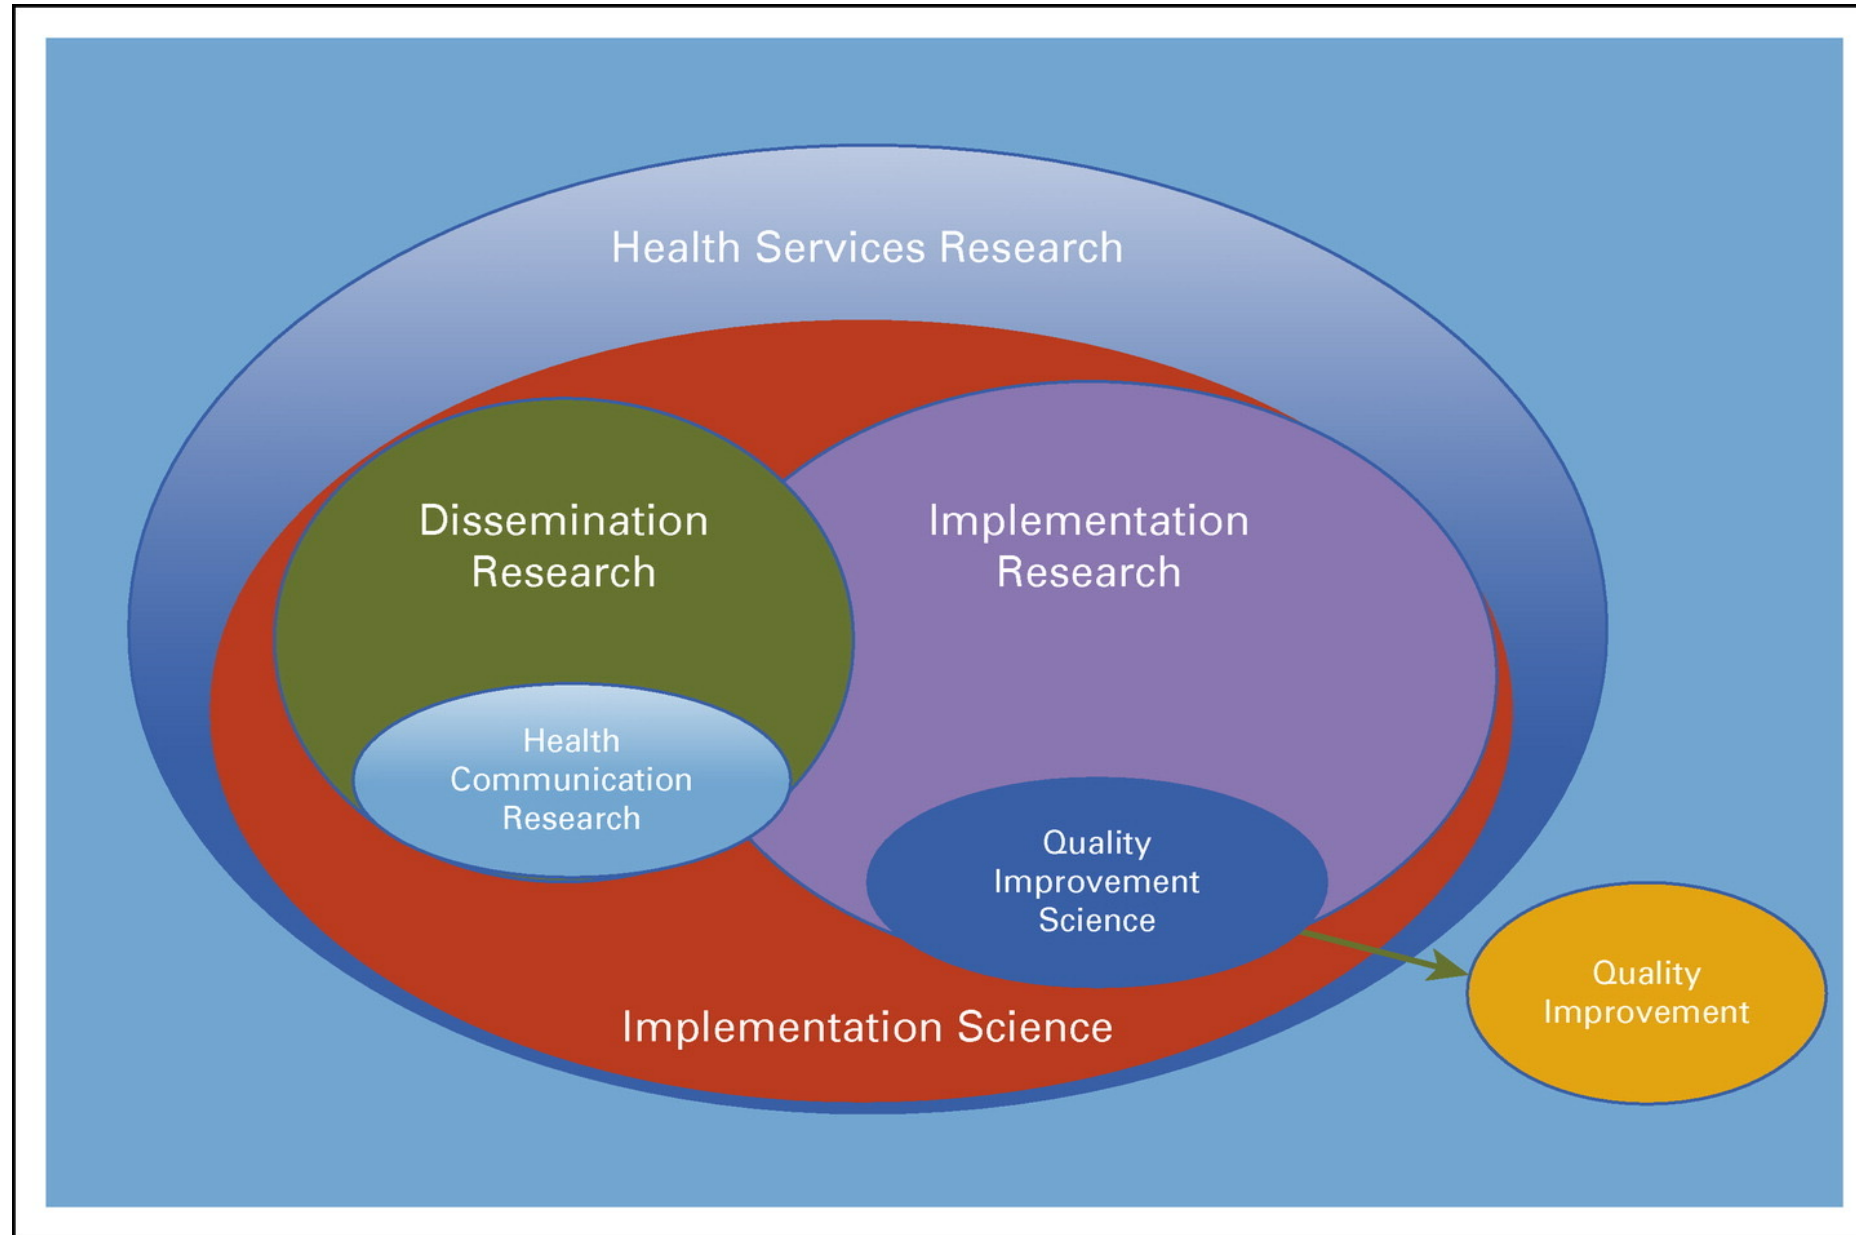 Health Services Research
Dissemination
Research
Implementation
Research
Health
Communication
Research
Quality
Improvement
Science
Quality
Improvement
Implementation Science